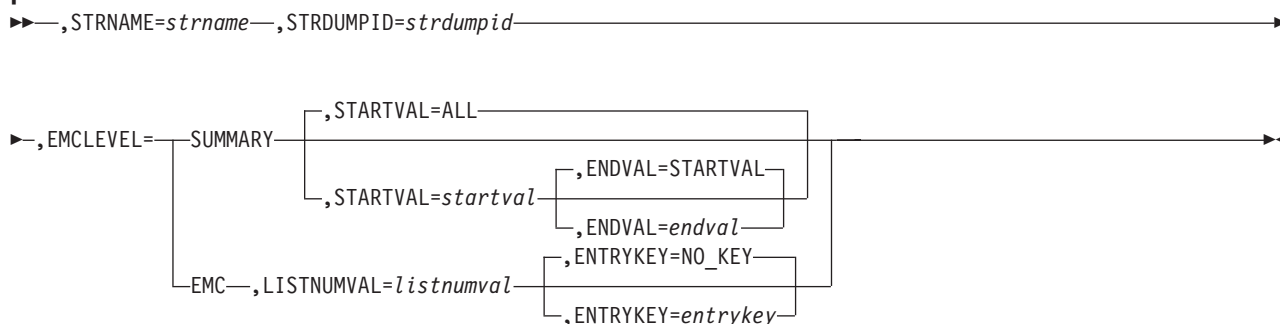 ,STRNAME=strname ,STRDUMPID=strdumpid
,STARTVAL=ALL
,EMCLEVEL= SUMMARY
,ENDVAL=STARTVAL
,STARTVAL=startval
,ENDVAL=endval
,ENTRYKEY=NO_KEY
EMC ,LISTNUMVAL=listnumval
,ENTRYKEY=entrykey